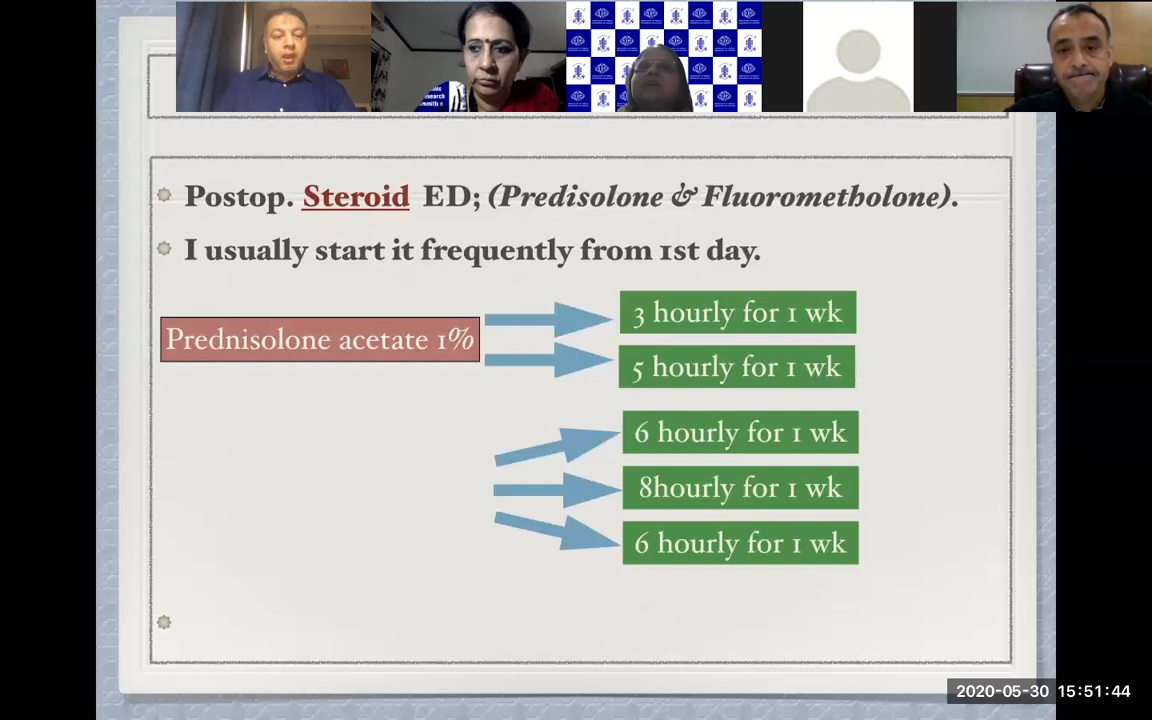 Postop. Steroid ED; (Predisolone & Fluorometholone).
I usually start it frequently from 1st day.
Prednisolone acetate 1%
3 hourly for 1 wk
5 hourly for 1 wk
6 hourly for 1 wk
8hourly for 1 wk
6 hourly for 1 wk
2020-05-30 15:51:44